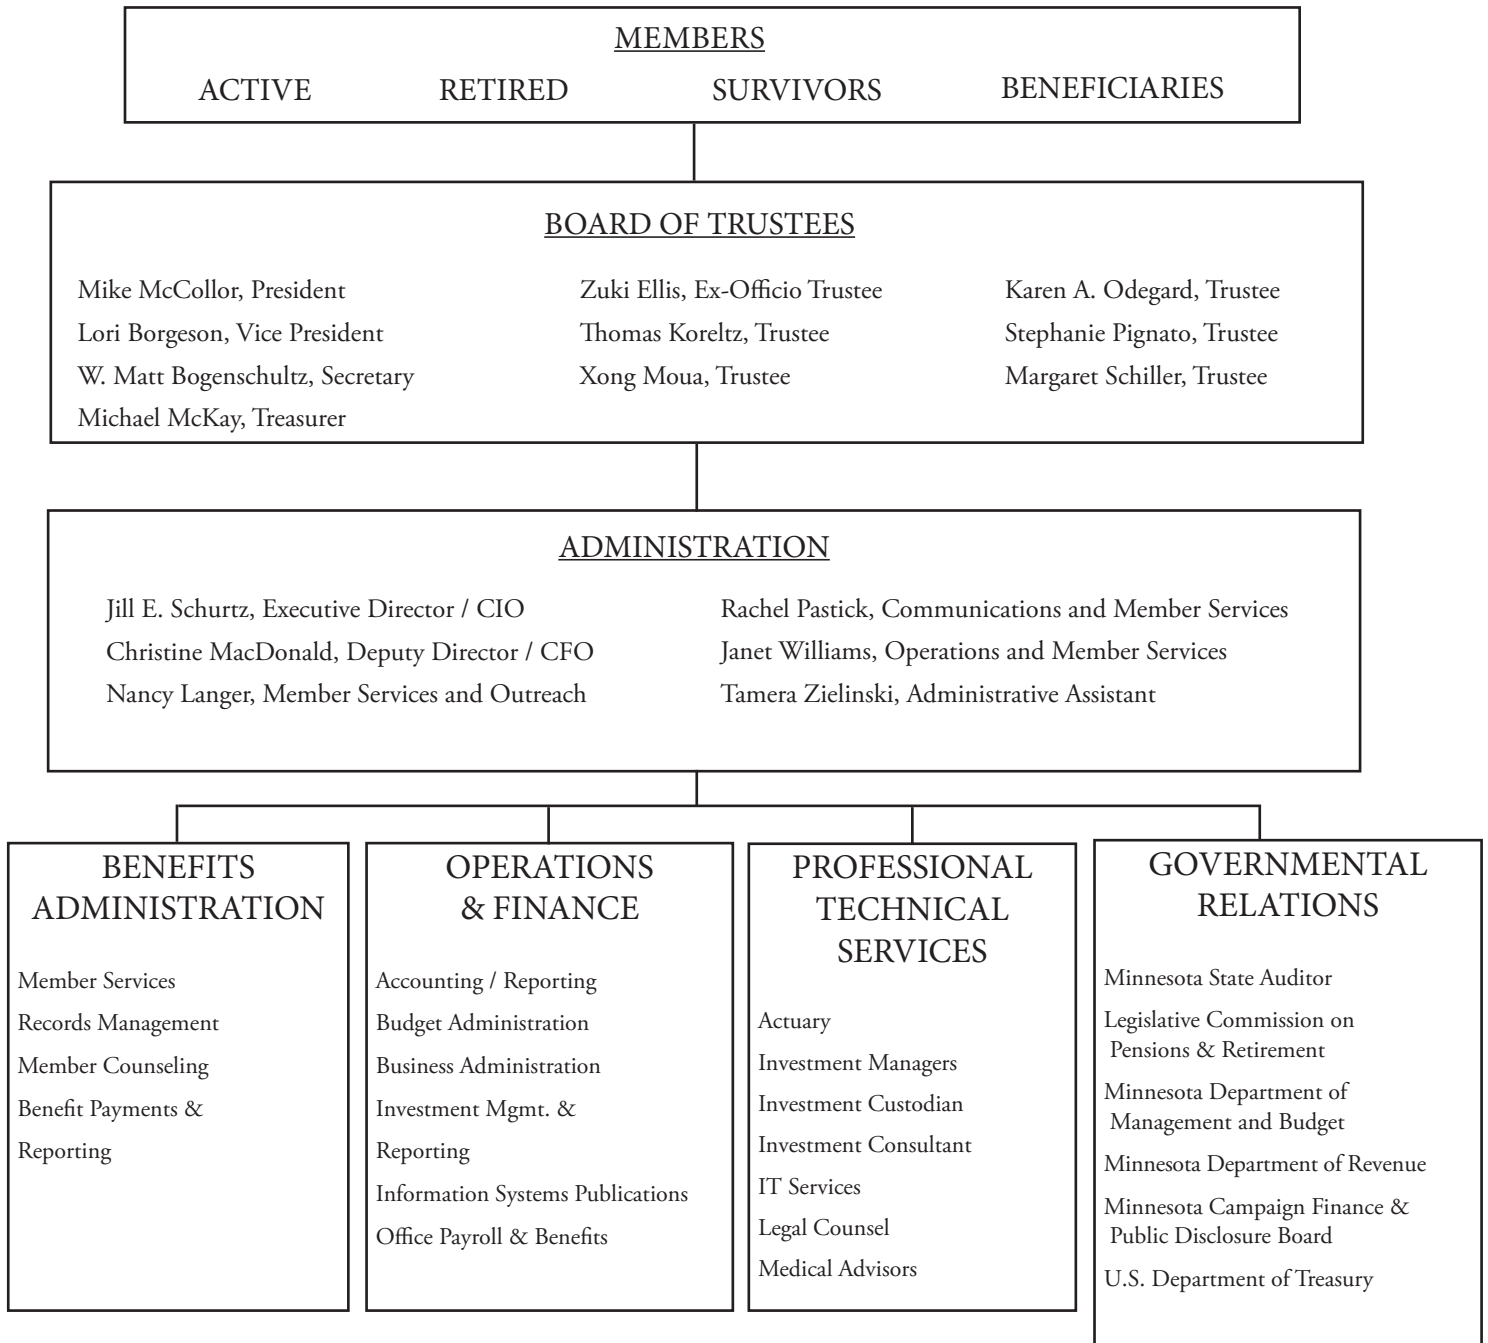 MEMBERS
ACTIVE RETIRED SURVIVORS BENEFICIARIES
BOARD OF TRUSTEES
Mike McCollor, President
Lori Borgeson, Vice President
W. Matt Bogenschultz, Secretary
Michael McKay, Treasurer
Zuki Ellis, Ex-Officio Trustee
Thomas Koreltz, Trustee
Xong Moua, Trustee
Karen A. Odegard, Trustee
Stephanie Pignato, Trustee
Margaret Schiller, Trustee
ADMINISTRATION
Jill E. Schurtz, Executive Director / CIO
Christine MacDonald, Deputy Director / CFO
Nancy Langer, Member Services and Outreach
Rachel Pastick, Communications and Member Services
Janet Williams, Operations and Member Services
Tamera Zielinski, Administrative Assistant
BENEFITS
ADMINISTRATION
Member Services
Records Management
Member Counseling
Benefit Payments &
Reporting
OPERATIONS
& FINANCE
Accounting / Reporting
Budget Administration
Business Administration
Investment Mgmt. &
Reporting
Information Systems Publications
Office Payroll & Benefits
PROFESSIONAL
TECHNICAL
SERVICES
Actuary
Investment Managers
Investment Custodian
Investment Consultant
IT Services
Legal Counsel
Medical Advisors
GOVERNMENTAL
RELATIONS
Minnesota State Auditor
Legislative Commission on
Pensions & Retirement
Minnesota Department of
Management and Budget
Minnesota Department of Revenue
Minnesota Campaign Finance &
Public Disclosure Board
U.S. Department of Treasury